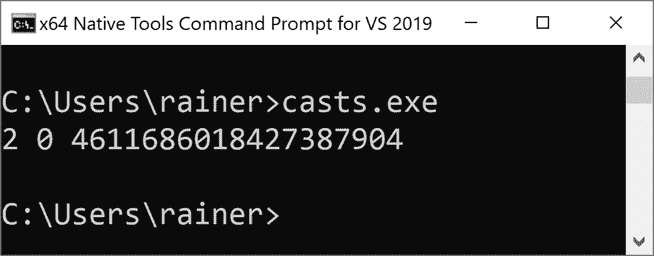 x64 Native Tools Command Prompt for VS 2019
C:\Users\rainer>casts.exe
2 0 4611686018427387904
C:\Users\rainer>